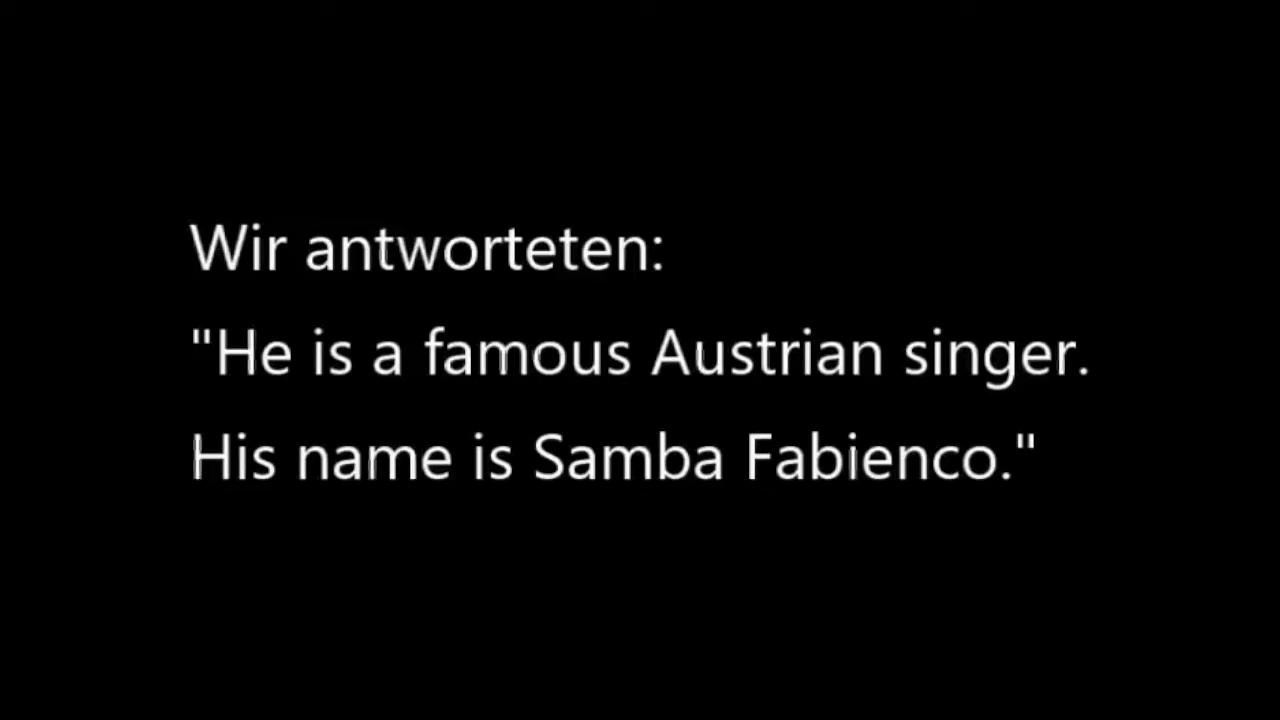 Wir antworteten:
"He is a famous Austrian singer.
His name is Samba Fabienco."